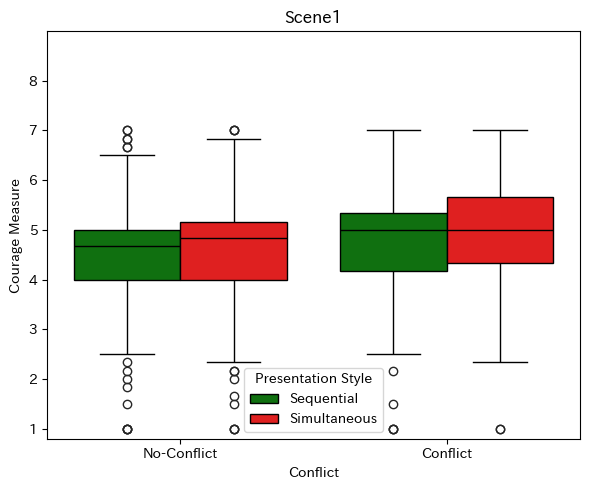 Scene1
8
7
6
5
4
3
2
1
Courage Measure
Presentation Style
Sequential
Simultaneous
No-Conflict
Conflict
Conflict